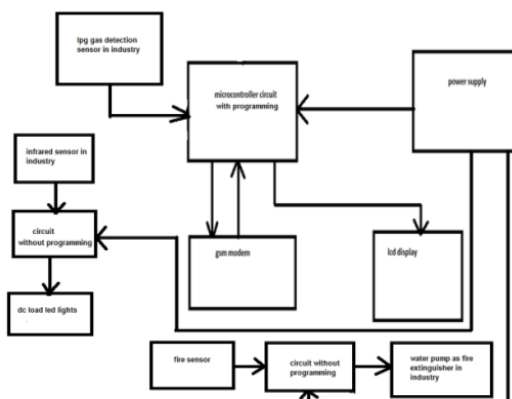 lpg gas detection
sensor in industry
microcontroller circuit
with programming
power supply
infrared sensor in
industry
circuit
without programming
gsm modem
lcd display
dc load led lights
fire sensor
circuit without
programming
water pump as fire
extinguisher in
industry